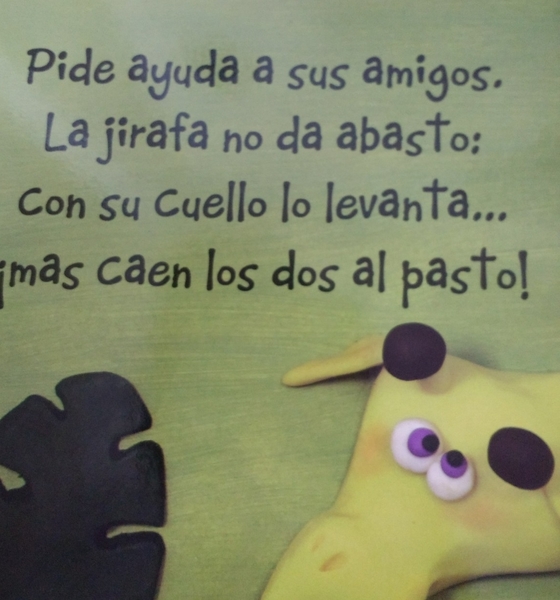 Pide ayuda a sus amigos.
La jirafa no da abasto:
Con su cuello lo levanta...
¡mas caen los dos al pasto!